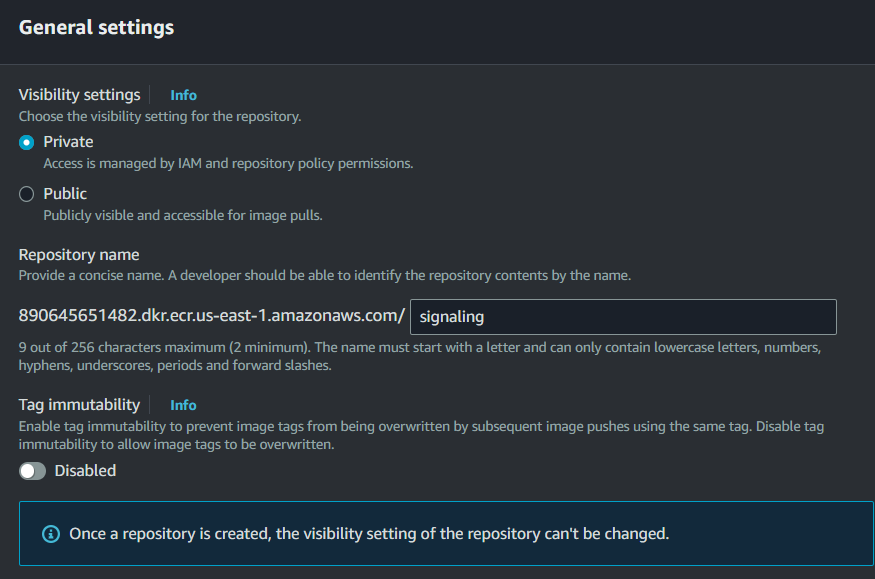 General settings
Visibility settings Info
Choose the visibility setting for the repository.
Private
Access is managed by IAM and repository policy permissions.
Public
Publicly visible and accessible for image pulls.
Repository name
Provide a concise name. A developer should be able to identify the repository contents by the name.
890645651482.dkr.ecr.us-east-1.amazonaws.com/ signaling
9 out of 256 characters maximum (2 minimum). The name must start with a letter and can only contain lowercase letters, numbers,
hyphens, underscores, periods and forward slashes.
Tag immutability Info
Enable tag immutability to prevent image tags from being overwritten by subsequent image pushes using the same tag. Disable tag
immutability to allow image tags to be overwritten.
Disabled
Once a repository is created, the visibility setting of the repository can't be changed.